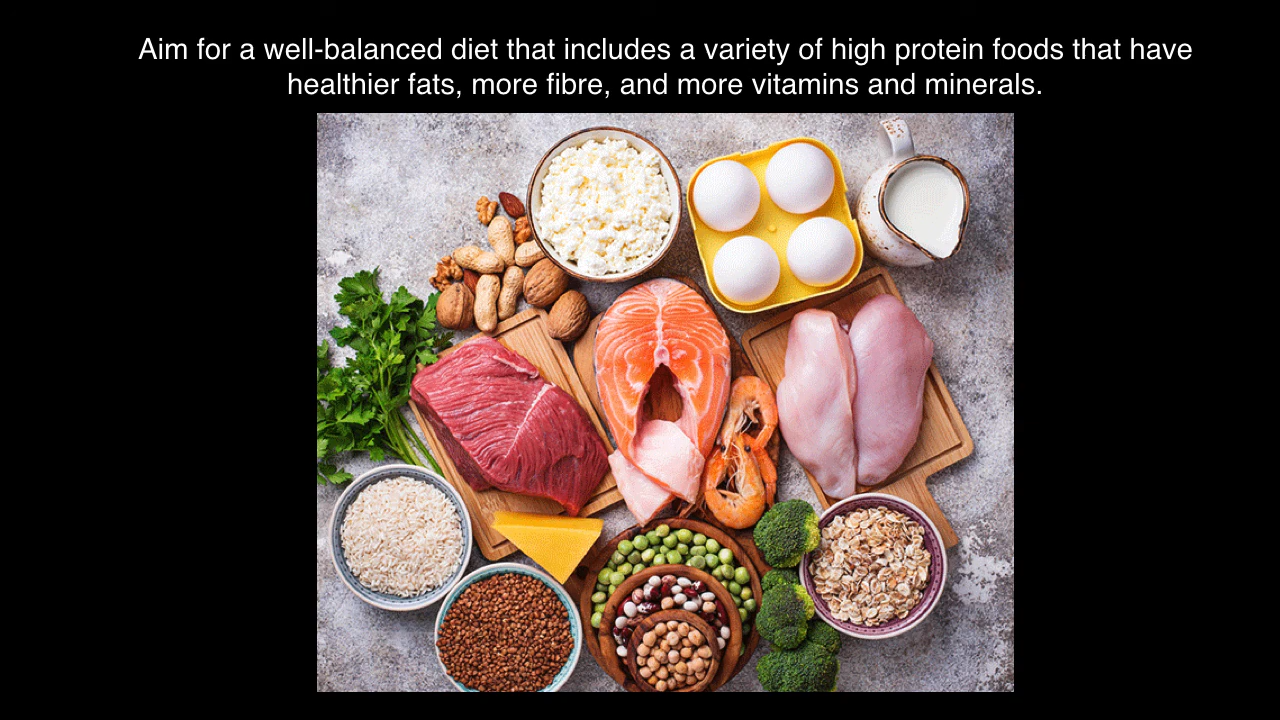 Aim for a well-balanced diet that includes a variety of high protein foods that have
healthier fats, more fibre, and more vitamins and minerals.